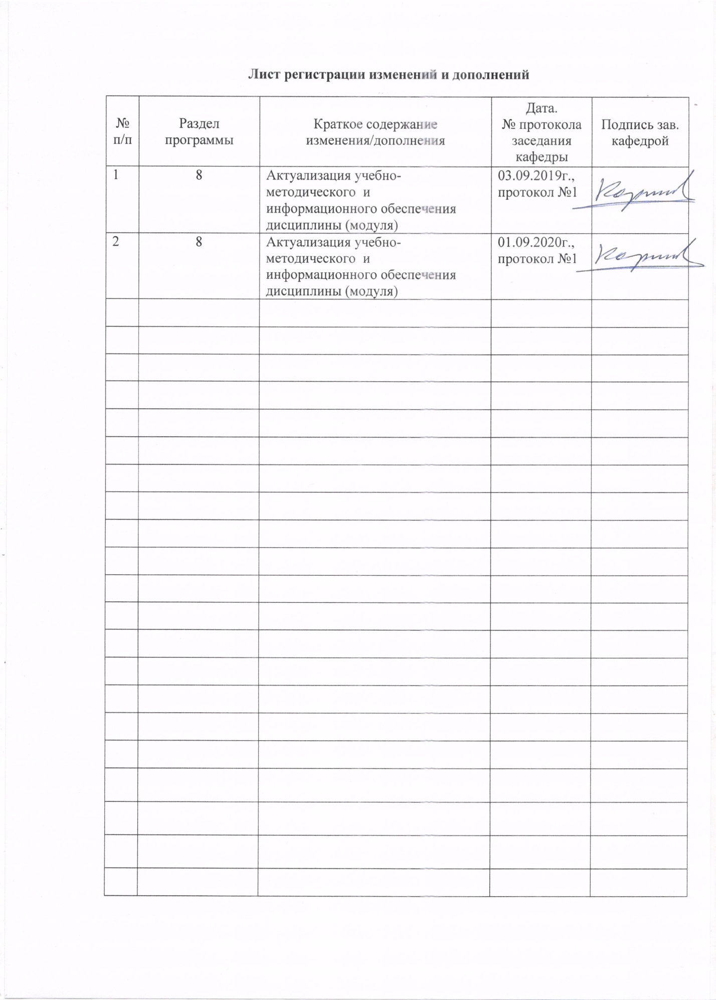 Лист регистрации изменений и дополнений
№ п/п
Раздел программы
Краткое содержание изменения/дополнения
Дата. № протокола заседания кафедры
Подпись зав. кафедрой
1
8
Актуализация учебно-
методического и
информационного обеспечения
дисциплины (модуля)
03.09.2019г.,
протокол №1
2
8
Актуализация учебно-
методического и
информационного обеспечения
дисциплины (модуля)
01.09.2020г.,
протокол №1